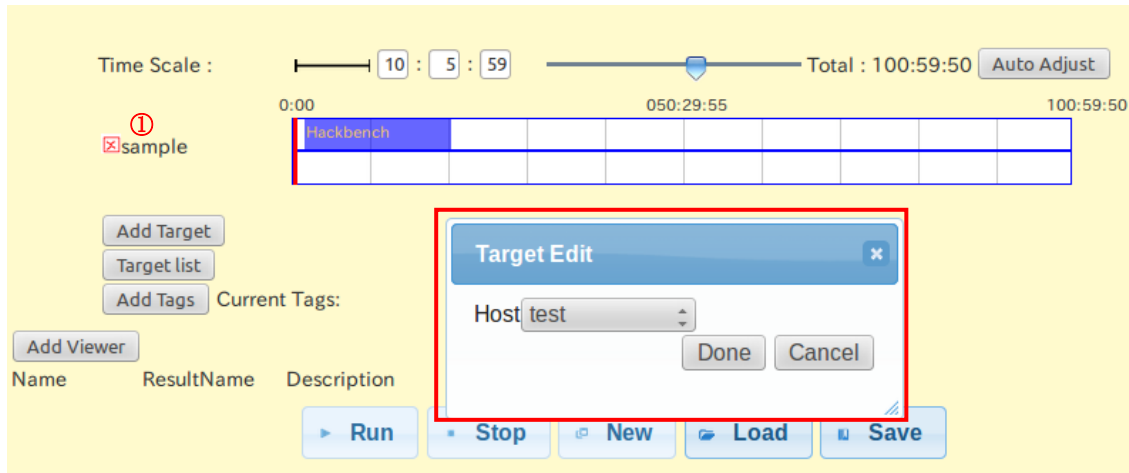 Time Scale : 10 : 5 : 59 Total : 100:59:50 Auto Adjust
0:00 050:29:55 100:59:50
①
Hackbench
sample
Add Target
Target list
Add Tags Current Tags:
Target Edit
Host test
Done Cancel
Add Viewer
Name ResultName Description
Run Stop New Load Save